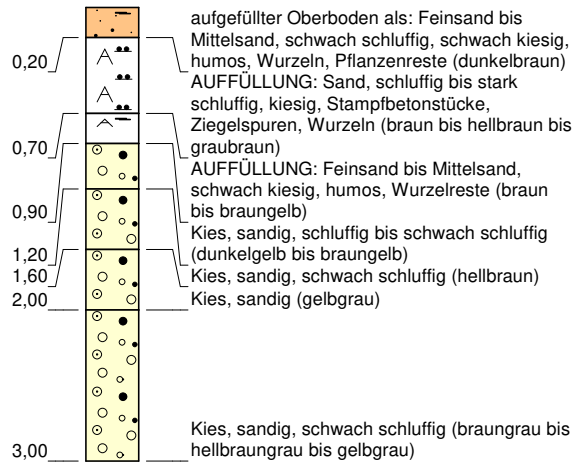 aufgefüllter Oberboden als: Feinsand bis
Mittelsand, schwach schluffig, schwach kiesig,
humos, Wurzeln, Pflanzenreste (dunkelbraun)
0,20
AUFFÜLLUNG: Sand, schluffig bis stark
schluffig, kiesig, Stampfbetonstücke,
Ziegelspuren, Wurzeln (braun bis hellbraun bis
graubraun)
0,70
AUFFÜLLUNG: Feinsand bis Mittelsand,
schwach kiesig, humos, Wurzelreste (braun
bis braungelb)
0,90
Kies, sandig, schluffig bis schwach schluffig
(dunkelgelb bis braungelb)
1,20
Kies, sandig, schwach schluffig (hellbraun)
1,60
Kies, sandig (gelbgrau)
2,00
Kies, sandig, schwach schluffig (braungrau bis
hellbraungrau bis gelbgrau)
3,00